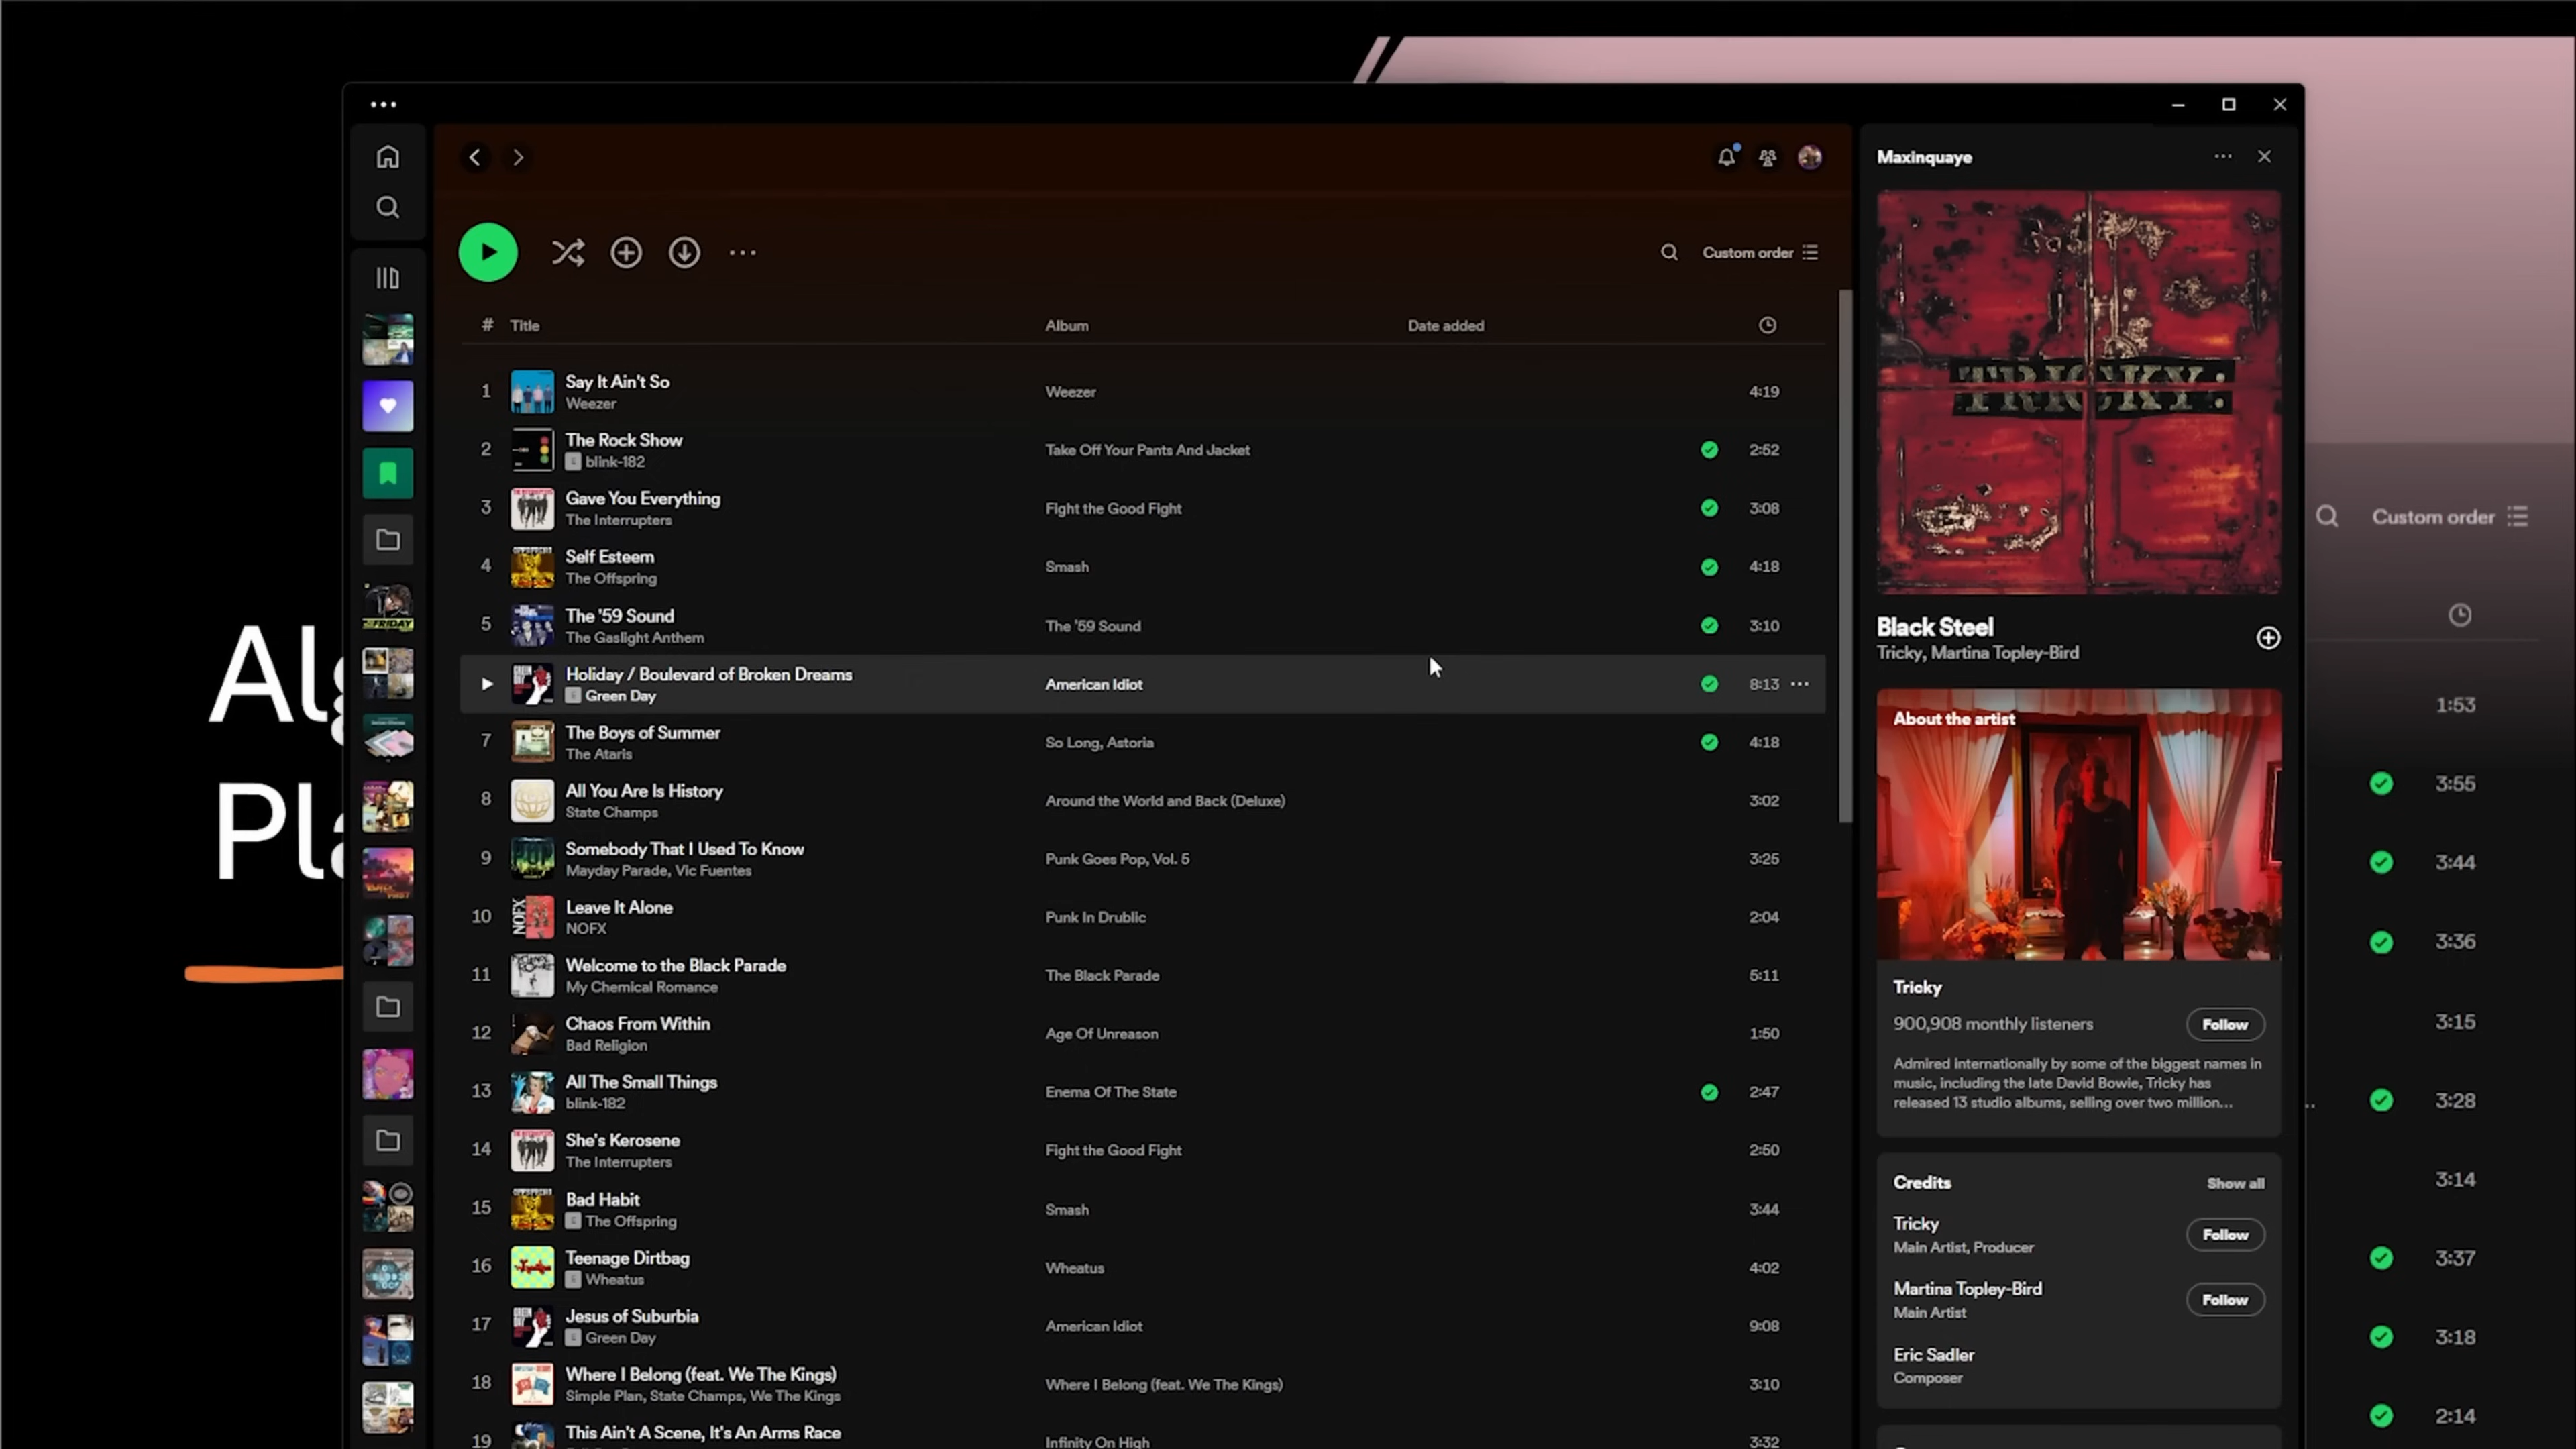 Maxinquaye
Custom order
# Title Album Date added
1 Say It Ain't So Weezer 4:19
Weezer
2 The Rock Show Take Off Your Pants And Jacket 2:52
E blink-182
3 Gave You Everything Fight the Good Fight 3:08
The Interrupters
4 Self Esteem Smash 4:18
The Offspring
5 The '59 Sound The '59 Sound 3:10
The Gaslight Anthem
Holiday / Boulevard of Broken Dreams American Idiot 8:13
E Green Day
7 The Boys of Summer So Long, Astoria 4:18
The Ataris
8 All You Are Is History Around the World and Back (Deluxe) 3:02
State Champs
9 Somebody That I Used To Know Punk Goes Pop, Vol. 5 3:25
Mayday Parade, Vic Fuentes
10 Leave It Alone Punk In Drublic 2:04
NOFX
11 Welcome to the Black Parade The Black Parade 5:11
My Chemical Romance
12 Chaos From Within Age Of Unreason 1:50
Bad Religion
13 All The Small Things Enema Of The State 2:47
blink-182
14 She's Kerosene Fight the Good Fight 2:50
The Interrupters
15 Bad Habit Smash 3:44
E The Offspring
16 Teenage Dirtbag Wheatus 4:02
E Wheatus
17 Jesus of Suburbia American Idiot 9:08
E Green Day
18 Where I Belong (feat. We The Kings) Where I Belong (feat. We The Kings) 3:10
Simple Plan, State Champs, We The Kings
19 This Ain't A Scene, It's An Arms Race Infinity On High 3:32
NOFX
FRIDAY
TRICKY:
Black Steel
Tricky, Martina Topley-Bird
About the artist
Tricky
900,908 monthly listeners Follow
Admired internationally by some of the biggest names in
music, including the late David Bowie, Tricky has
released 13 studio albums, selling over two million...
Credits Show all
Tricky Follow
Main Artist, Producer
Martina Topley-Bird Follow
Main Artist
Eric Sadler
Composer
Custom order
1:53
3:55
3:44
3:36
3:15
3:28
3:14
3:37
3:18
2:14
Alg
Pla